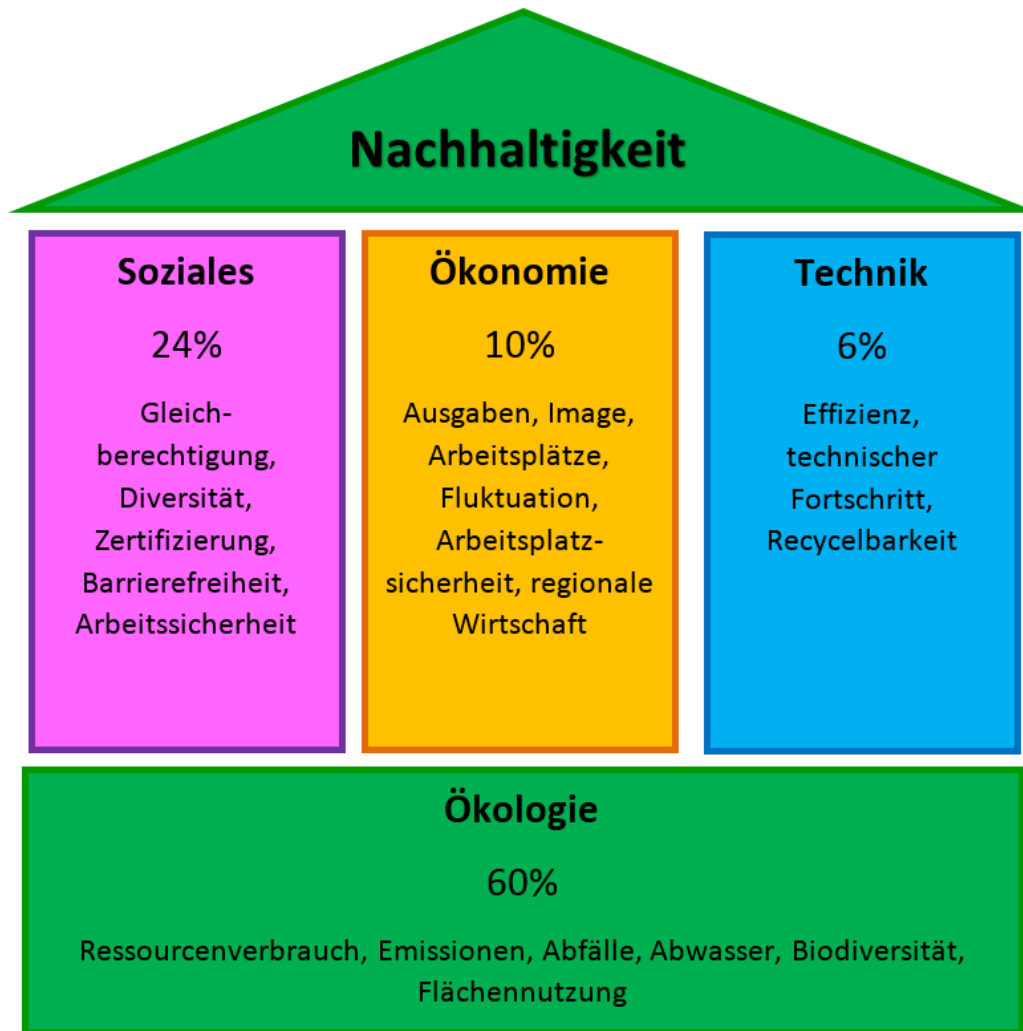 Nachhaltigkeit
Soziales
24%
Gleich-
berechtigung,
Diversität,
Zertifizierung,
Barrierefreiheit,
Arbeitssicherheit
Ökonomie
10%
Ausgaben, Image,
Arbeitsplätze,
Fluktuation,
Arbeitsplatz-
sicherheit, regionale
Wirtschaft
Technik
6%
Effizienz,
technischer
Fortschritt,
Recycelbarkeit
Ökologie
60%
Ressourcenverbrauch, Emissionen, Abfälle, Abwasser, Biodiversität,
Flächennutzung